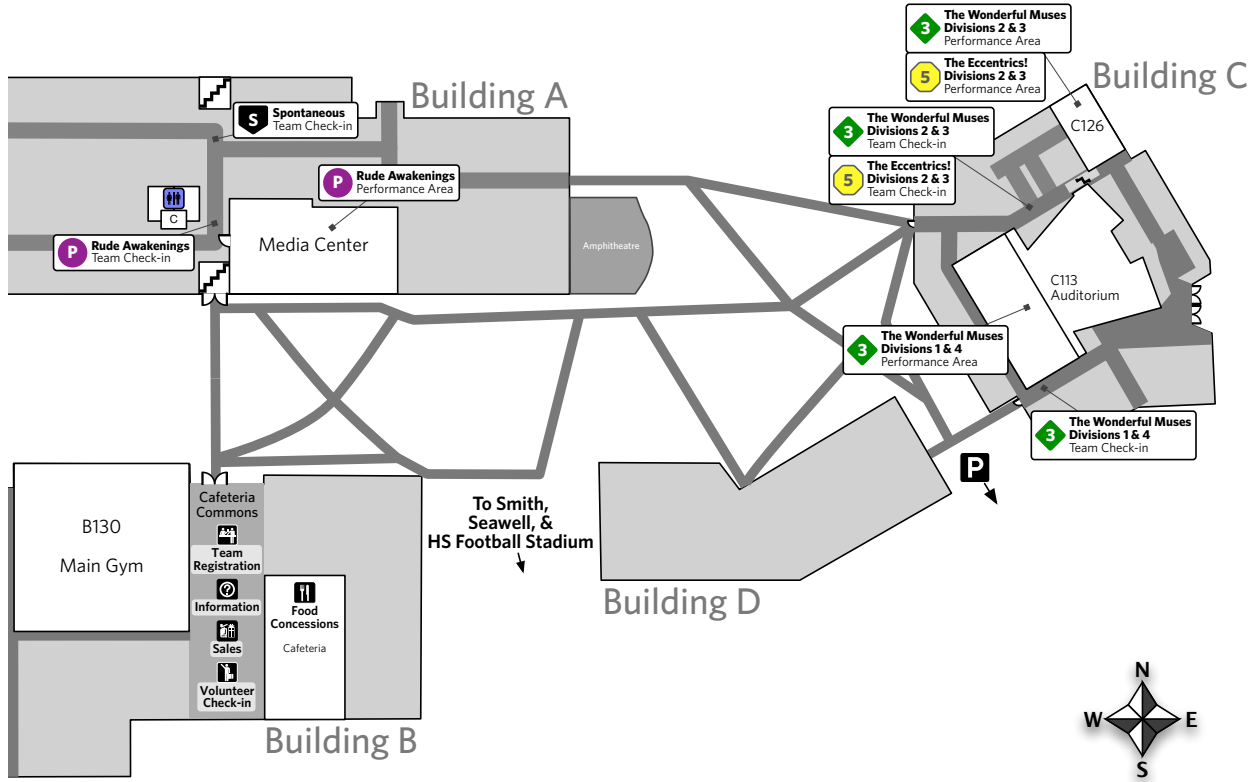 3
The Wonderful Muses
Divisions 2 & 3
Performance Area
5
The Eccentrics!
Divisions 2 & 3
Performance Area
Building C
Building A
S
Spontaneous
Team Check-in
3
The Wonderful Muses
Divisions 2 & 3
Team Check-in
C126
5
The Eccentrics!
Divisions 2 & 3
Team Check-in
P
Rude Awakenings
Performance Area
C
P
Rude Awakenings
Team Check-in
Media Center
Amphitheatre
C113
Auditorium
3
The Wonderful Muses
Divisions 1 & 4
Performance Area
3
The Wonderful Muses
Divisions 1 & 4
Team Check-in
P
B130
Main Gym
Cafeteria
Commons
Team
Registration
Information
Sales
Volunteer
Check-in
Food
Concessions
Cafeteria
To Smith,
Seawell, &
HS Football Stadium
Building D
Building B
N
W
E
S